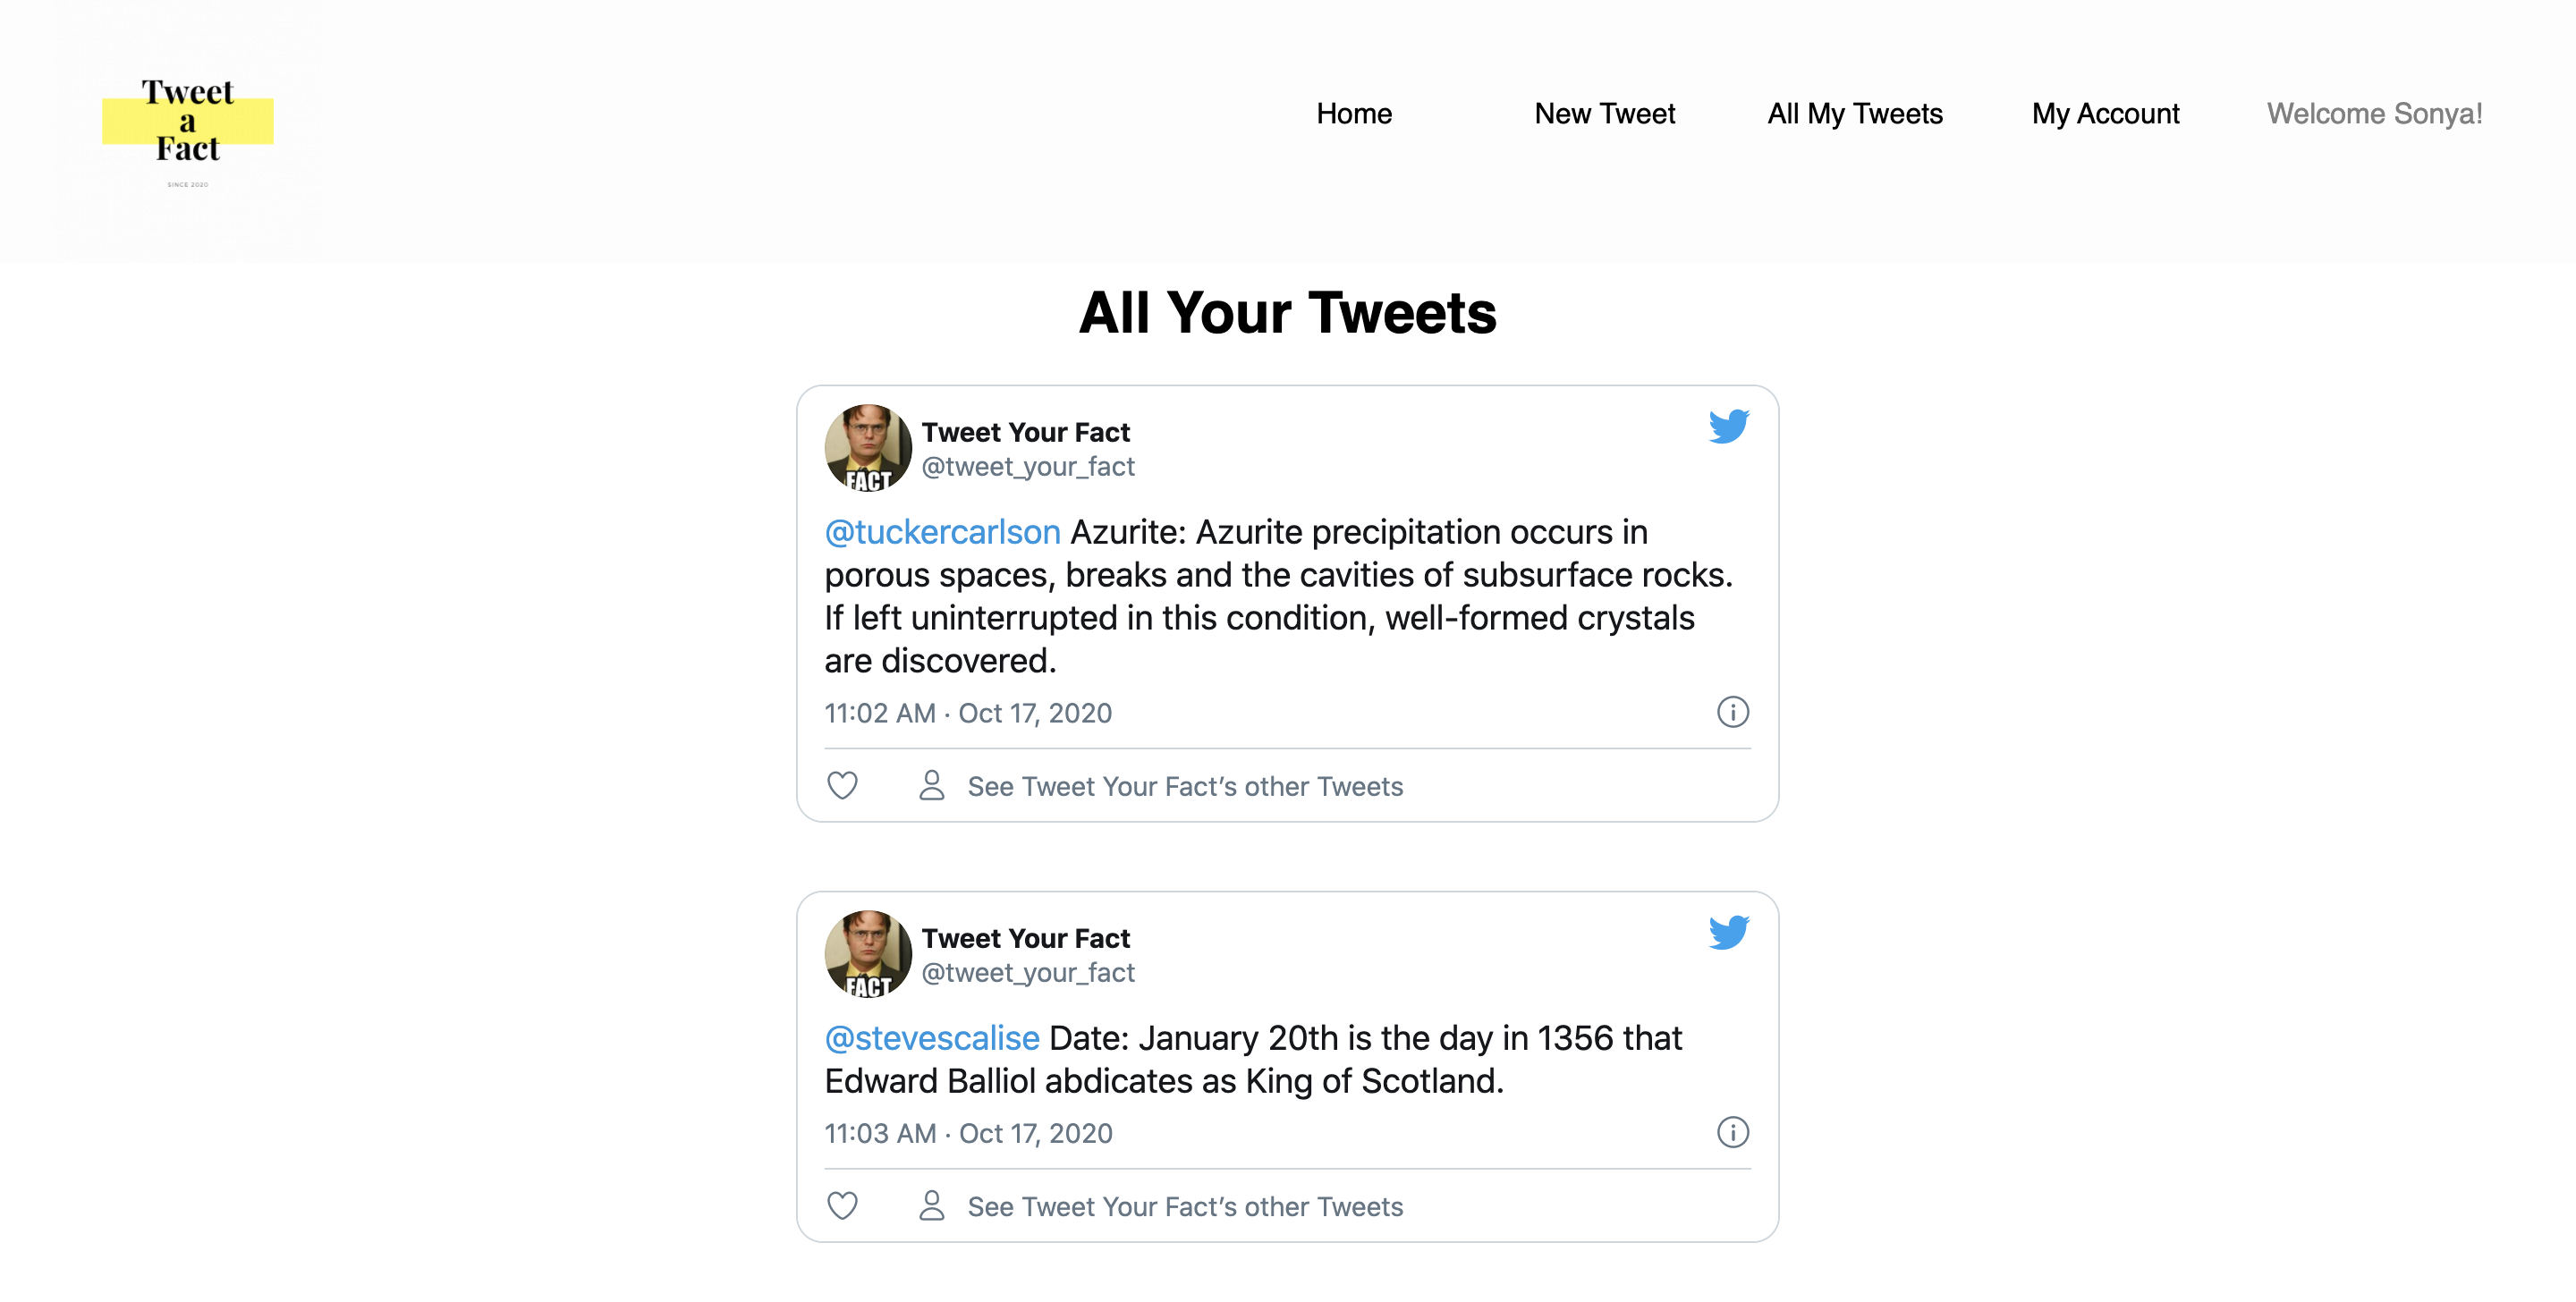 Tweet
a
Fact
SINCE 2020
Home New Tweet All My Tweets My Account Welcome Sonya!
All Your Tweets
FACT
Tweet Your Fact
@tweet_your_fact
@tuckercarlson Azurite: Azurite precipitation occurs in
porous spaces, breaks and the cavities of subsurface rocks.
If left uninterrupted in this condition, well-formed crystals
are discovered.
11:02 AM · Oct 17, 2020
See Tweet Your Fact’s other Tweets
FACT
Tweet Your Fact
@tweet_your_fact
@stevescalise Date: January 20th is the day in 1356 that
Edward Balliol abdicates as King of Scotland.
11:03 AM · Oct 17, 2020
See Tweet Your Fact’s other Tweets